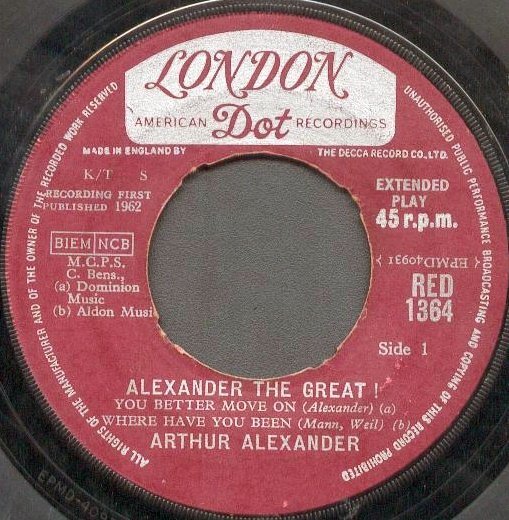 LONDON
AMERICAN Dot RECORDINGS
MADE IN ENGLAND BY THE DECCA RECORD CO., LTD.
ALL RIGHTS OF THE MANUFACTURER AND OF THE OWNER OF THE RECORDED WORK RESERVED
UNAUTHORISED PUBLIC PERFORMANCE BROADCASTING AND COPYING OF THIS RECORD PROHIBITED
K/T S
RECORDING FIRST
PUBLISHED 1962
EXTENDED
PLAY
45 r.p.m.
BIEM NCB
M.C.P.S.
C. Bens.,
(a) Dominion
Music
(b) Aldon Musi
EPMD40931
RED
1364
Side 1
ALEXANDER THE GREAT !
YOU BETTER MOVE ON (Alexander) (a)
WHERE HAVE YOU BEEN (Mann, Weil) (b)
ARTHUR ALEXANDER